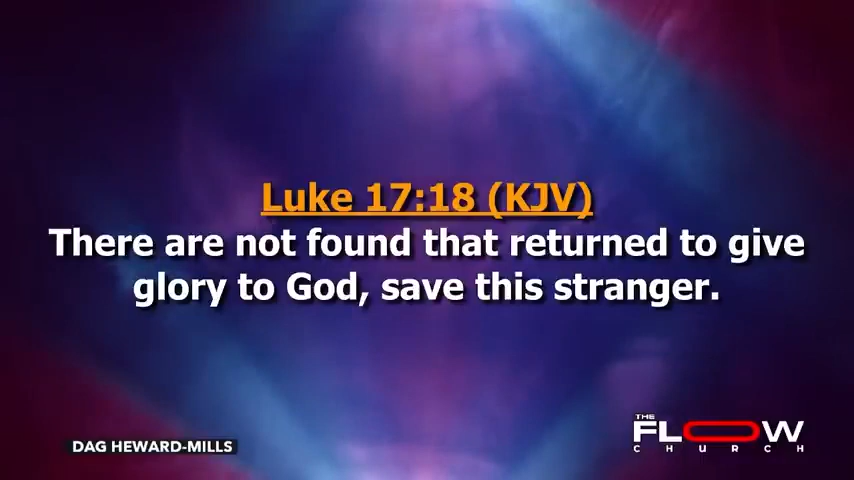 Luke 17:18 (KJV)
There are not found that returned to give
glory to God, save this stranger.
DAG HEWARD-MILLS
THE
FLOW
CHURCH